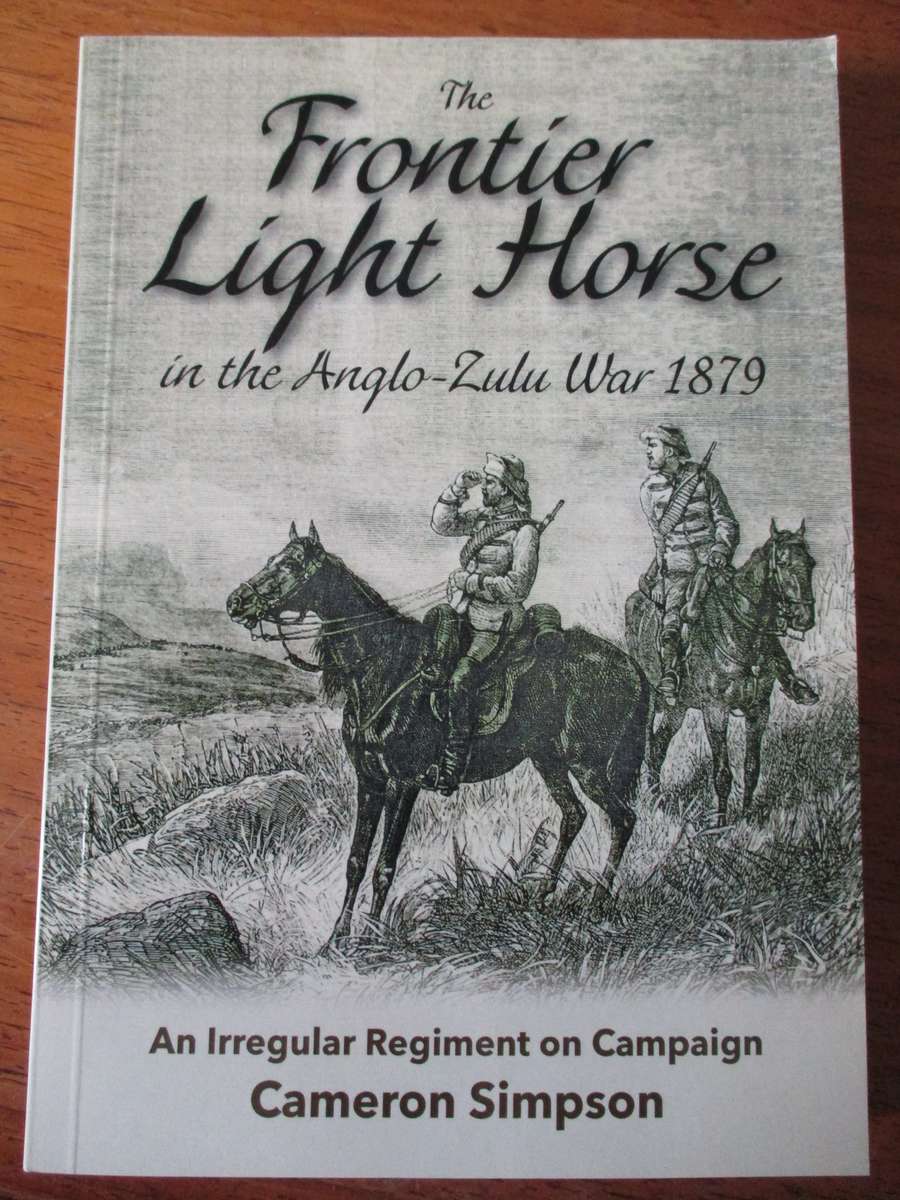 The
Frontier
Light Horse
in the Anglo-Zulu War 1879
An Irregular Regiment on Campaign
Cameron Simpson